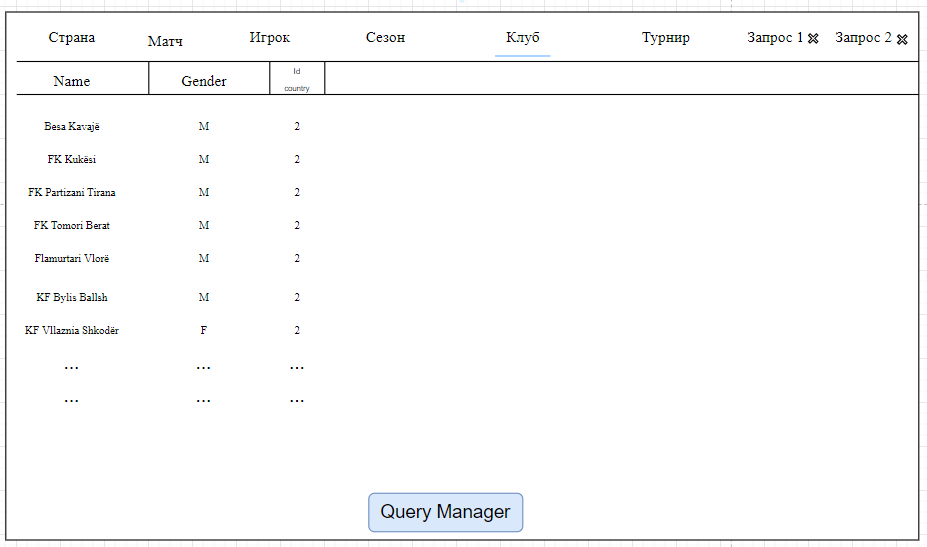 Страна Матч Игрок Сезон Клуб Турнир Запрос 1 Запрос 2
Name Gender Id country
Besa Kavajë M 2
FK Kukësi M 2
FK Partizani Tirana M 2
FK Tomori Berat M 2
Flamurtari Vlorë M 2
KF Bylis Ballsh M 2
KF Vllaznia Shkodër F 2
... ... ...
... ... ...
Query Manager